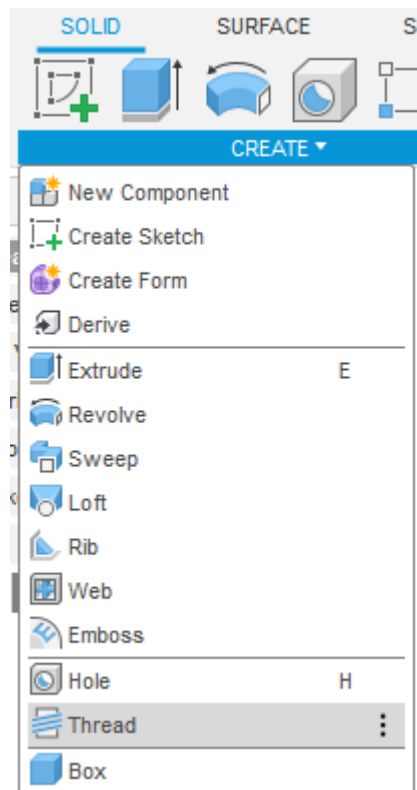 SOLID SURFACE S
CREATE ▾
New Component
Create Sketch
Create Form
Derive
Extrude E
Revolve
Sweep
Loft
Rib
Web
Emboss
Hole H
Thread
Box